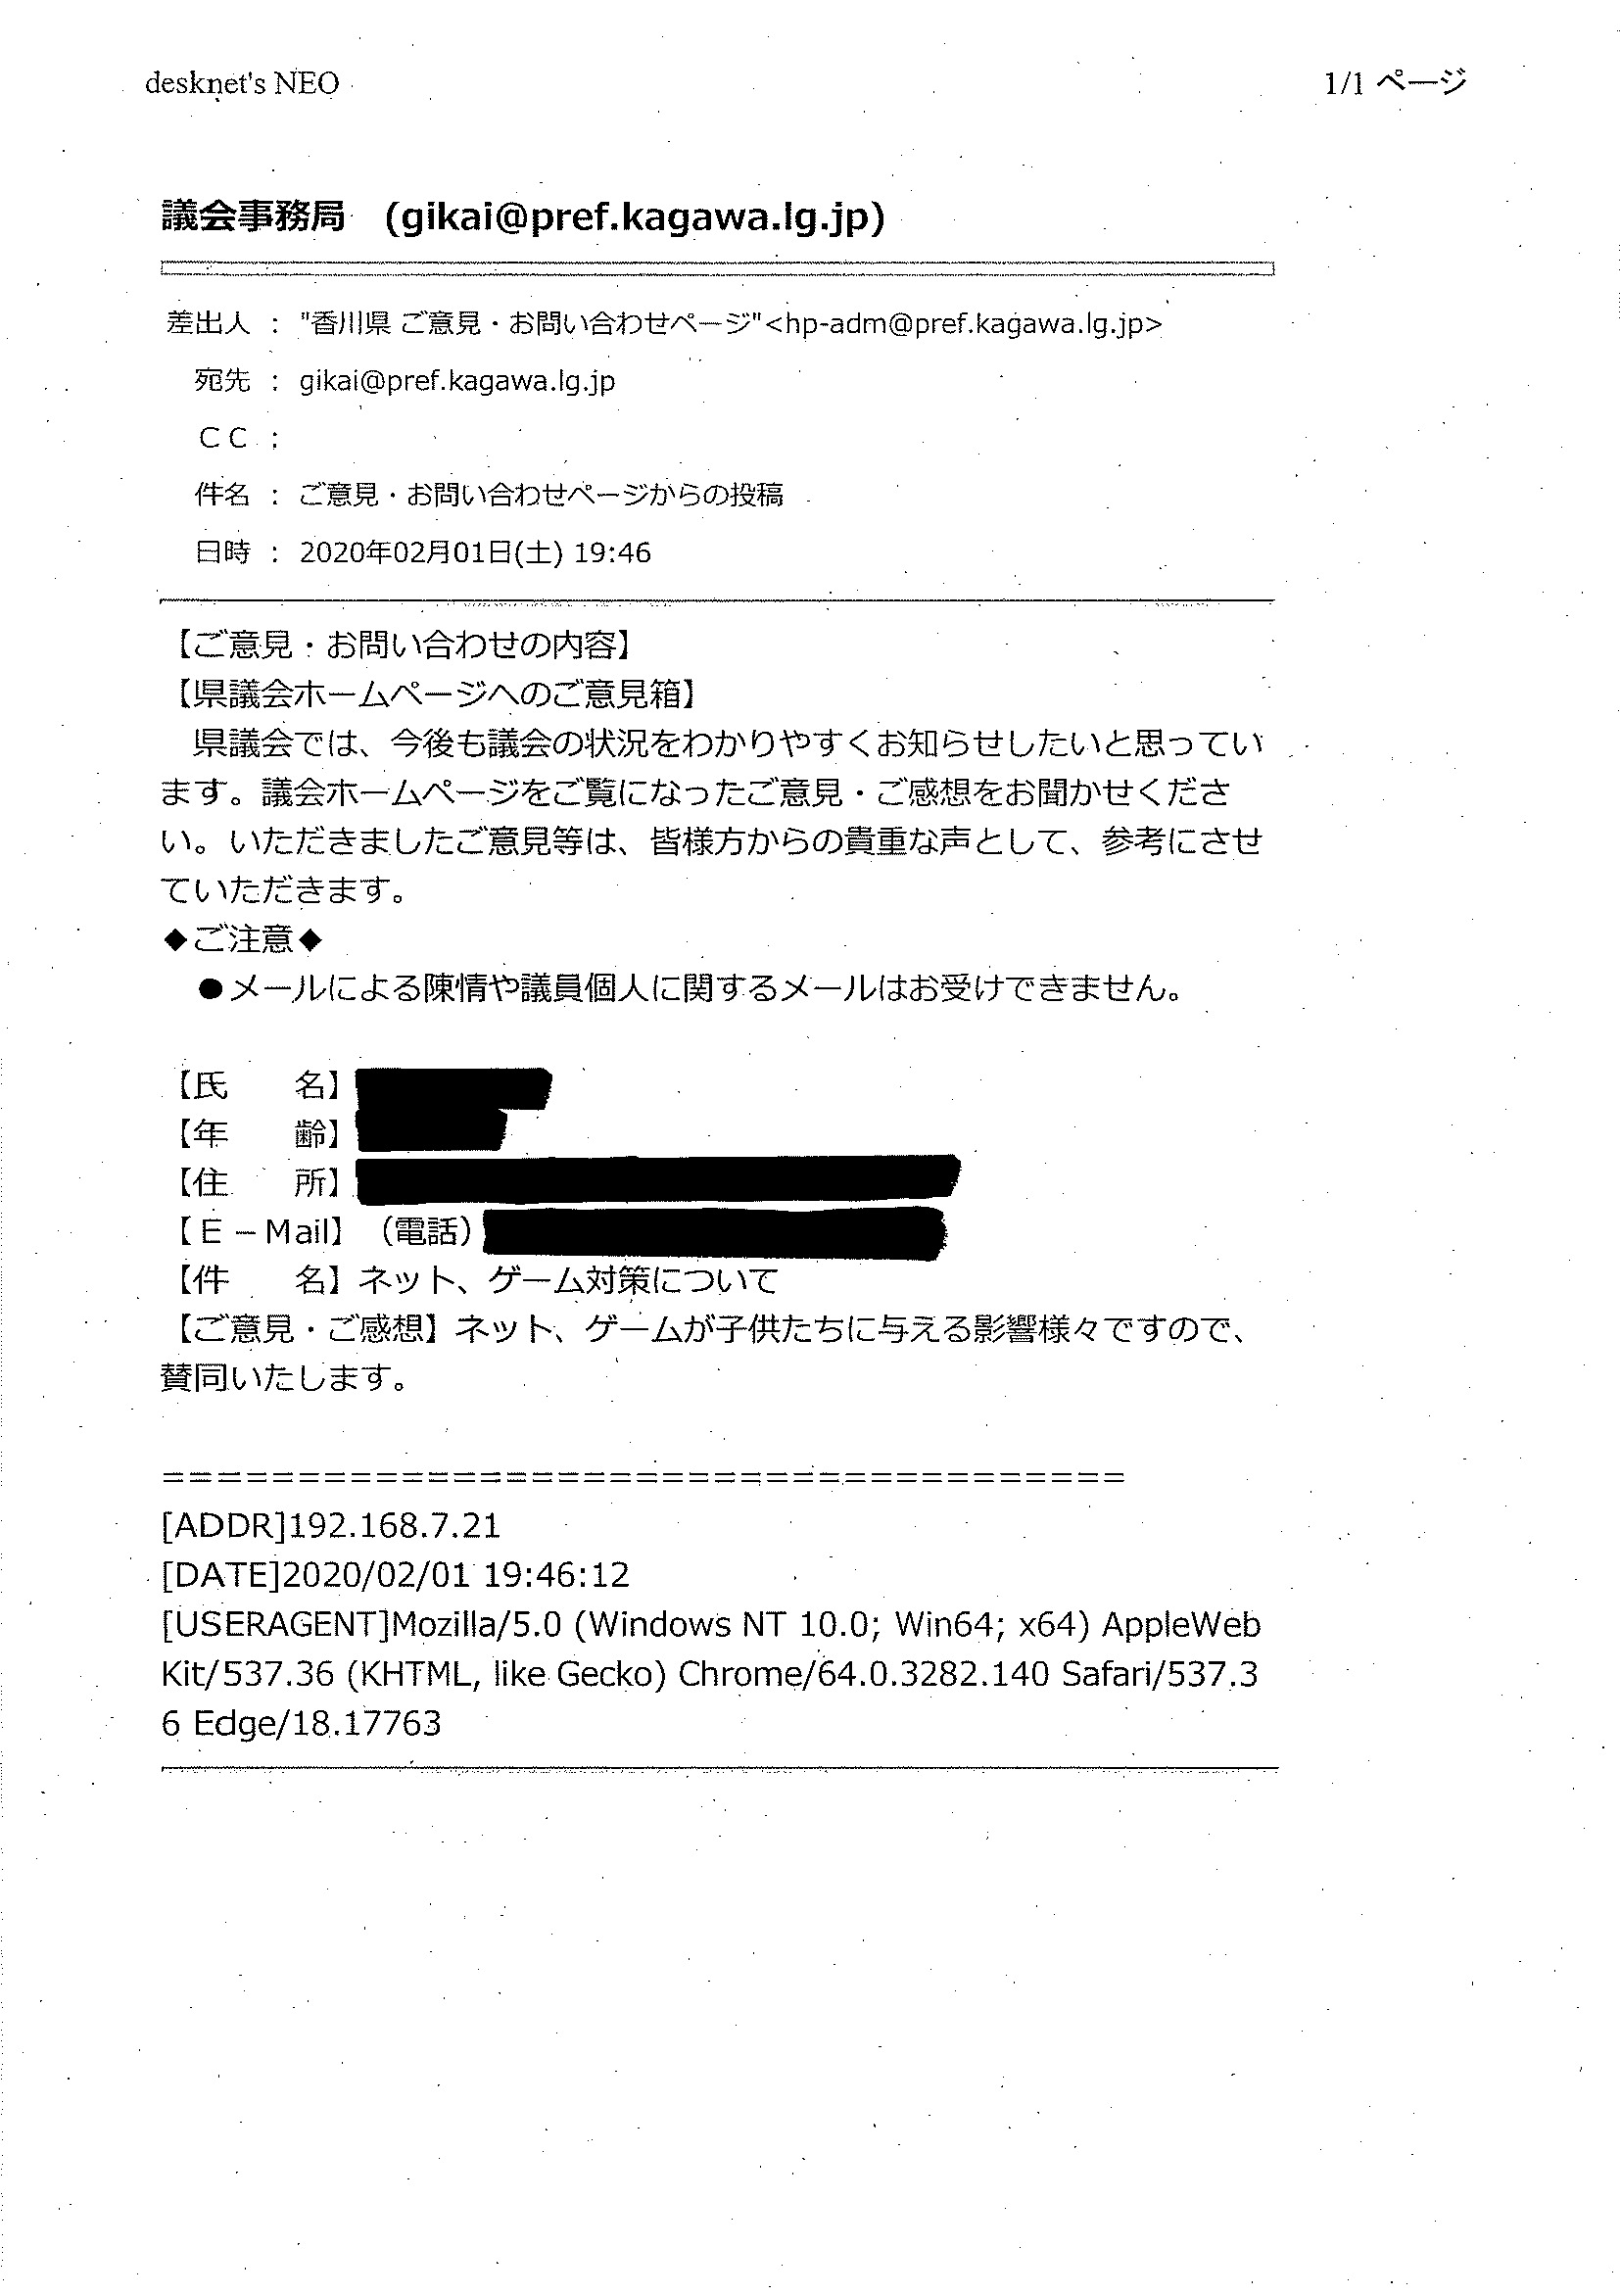 desknet's NEO
1/1 ページ
議会事務局 (gikai@pref.kagawa.lg.jp)
差出人 : "香川県 ご意見・お問い合わせページ"<hp-adm@pref.kagawa.lg.jp>
宛先 : gikai@pref.kagawa.lg.jp
ＣＣ :
件名 : ご意見・お問い合わせページからの投稿
日時 : 2020年02月01日(土) 19:46
【ご意見・お問い合わせの内容】
【県議会ホームページへのご意見箱】
　県議会では、今後も議会の状況をわかりやすくお知らせしたいと思ってい
ます。議会ホームページをご覧になったご意見・ご感想をお聞かせくださ
い。いただきましたご意見等は、皆様方からの貴重な声として、参考にさせ
ていただきます。
◆ご注意◆
　●メールによる陳情や議員個人に関するメールはお受けできません。
【氏　　名】
【年　　齢】
【住　　所】
【Ｅ－Mail】（電話）
【件　　名】ネット、ゲーム対策について
【ご意見・ご感想】ネット、ゲームが子供たちに与える影響様々ですので、
賛同いたします。
=====================================
[ADDR]192.168.7.21
[DATE]2020/02/01 19:46:12
[USERAGENT]Mozilla/5.0 (Windows NT 10.0; Win64; x64) AppleWeb
Kit/537.36 (KHTML, like Gecko) Chrome/64.0.3282.140 Safari/537.3
6 Edge/18.17763